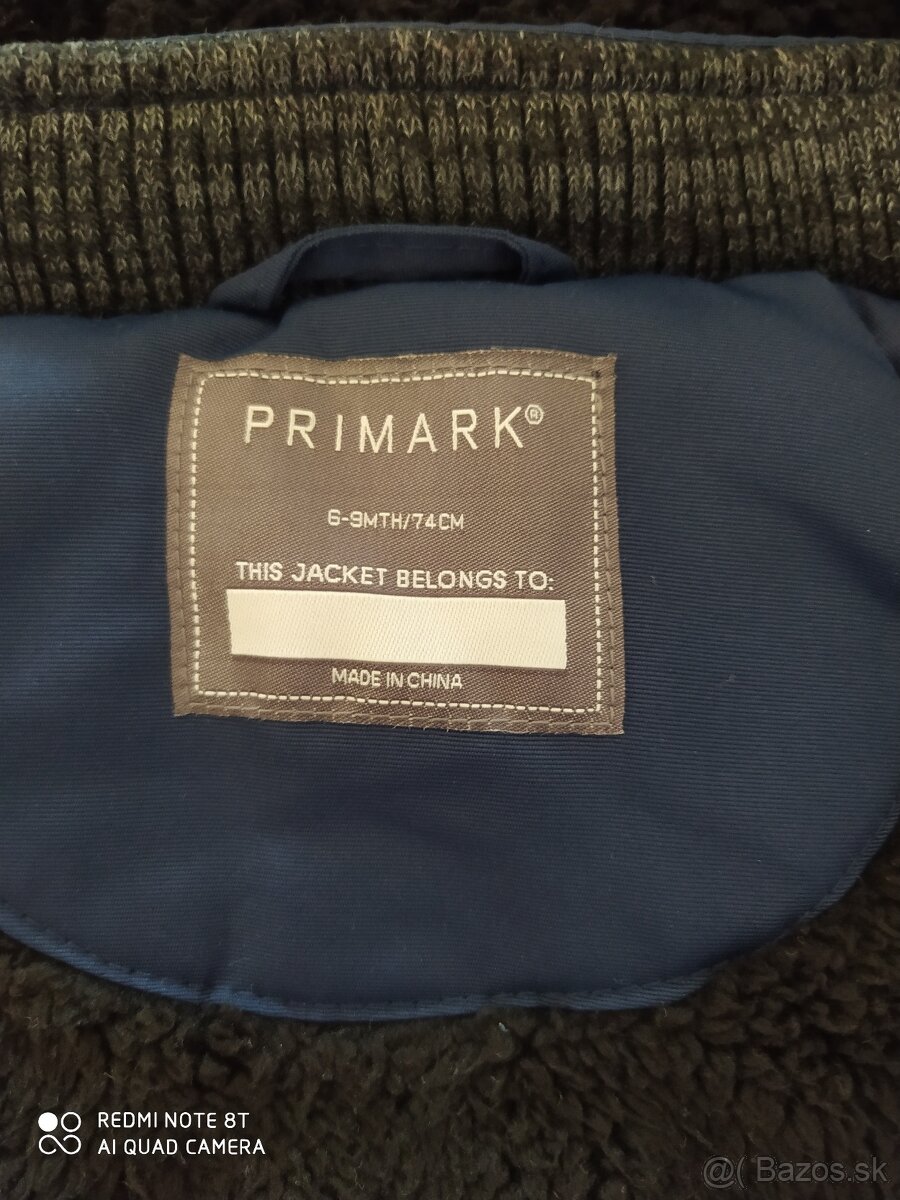 PRIMARK®
6-9MTH/74CM
THIS JACKET BELONGS TO:
MADE IN CHINA
REDMI NOTE 8T
AI QUAD CAMERA
@( Bazos.sk